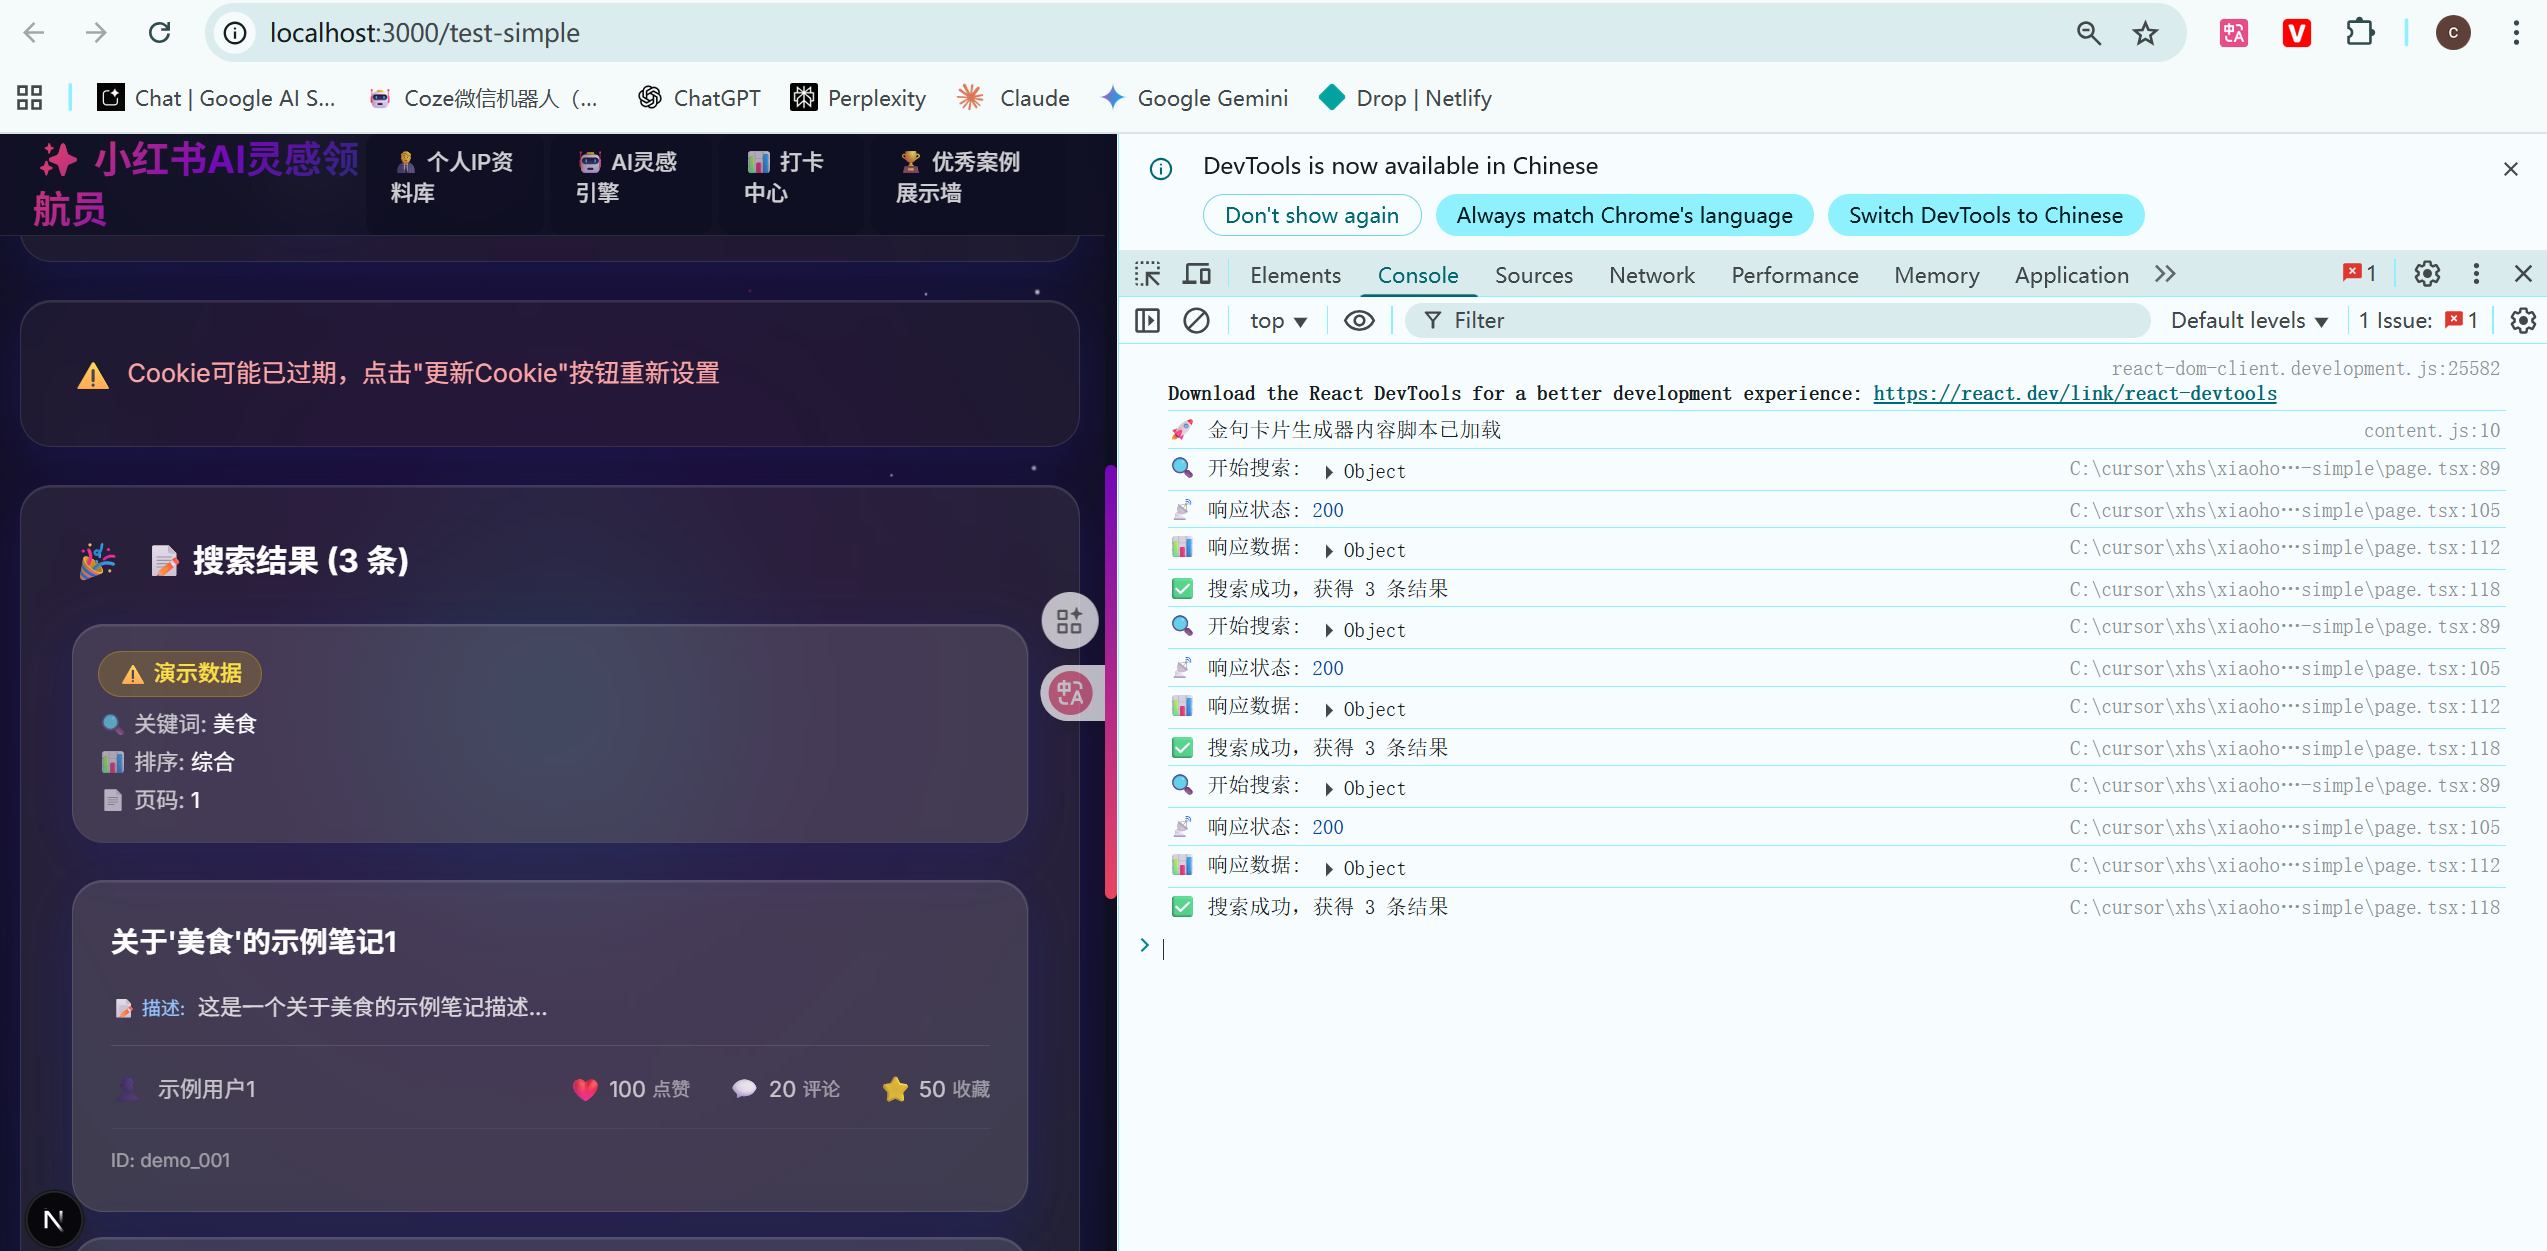 localhost:3000/test-simple
Chat | Google AI S...
Coze微信机器人（...
ChatGPT
Perplexity
Claude
Google Gemini
Drop | Netlify
小红书AI灵感领
航员
个人IP资
料库
AI灵感
引擎
打卡
中心
优秀案例
展示墙
Cookie可能已过期，点击"更新Cookie"按钮重新设置
搜索结果 (3 条)
演示数据
关键词: 美食
排序: 综合
页码: 1
关于'美食'的示例笔记1
描述: 这是一个关于美食的示例笔记描述...
示例用户1
100 点赞
20 评论
50 收藏
ID: demo_001
N
DevTools is now available in Chinese
Don't show again
Always match Chrome's language
Switch DevTools to Chinese
Elements
Console
Sources
Network
Performance
Memory
Application
1
top
Filter
Default levels
1 Issue: 1
react-dom-client.development.js:25582
Download the React DevTools for a better development experience: https://react.dev/link/react-devtools
金句卡片生成器内容脚本已加载 content.js:10
开始搜索: Object C:\cursor\xhs\xiaoho…-simple\page.tsx:89
响应状态: 200 C:\cursor\xhs\xiaoho…simple\page.tsx:105
响应数据: Object C:\cursor\xhs\xiaoho…simple\page.tsx:112
搜索成功，获得 3 条结果 C:\cursor\xhs\xiaoho…simple\page.tsx:118
开始搜索: Object C:\cursor\xhs\xiaoho…-simple\page.tsx:89
响应状态: 200 C:\cursor\xhs\xiaoho…simple\page.tsx:105
响应数据: Object C:\cursor\xhs\xiaoho…simple\page.tsx:112
搜索成功，获得 3 条结果 C:\cursor\xhs\xiaoho…simple\page.tsx:118
开始搜索: Object C:\cursor\xhs\xiaoho…-simple\page.tsx:89
响应状态: 200 C:\cursor\xhs\xiaoho…simple\page.tsx:105
响应数据: Object C:\cursor\xhs\xiaoho…simple\page.tsx:112
搜索成功，获得 3 条结果 C:\cursor\xhs\xiaoho…simple\page.tsx:118